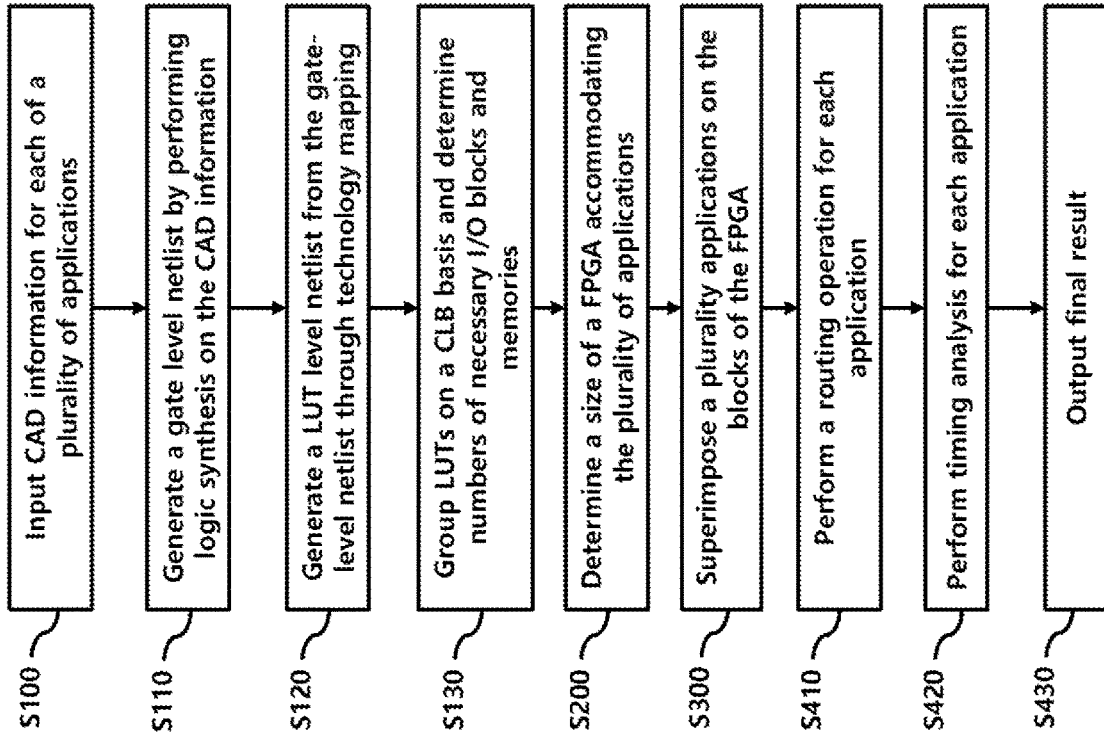 S100
Input CAD information for each of a
plurality of applications
S110
Generate a gate level netlist by performing
logic synthesis on the CAD information
S120
Generate a LUT level netlist from the gate-
level netlist through technology mapping
S130
Group LUTs on a CLB basis and determine
numbers of necessary I/O blocks and
memories
S200
Determine a size of a FPGA accommodating
the plurality of applications
S300
Superimpose a plurality applications on the
blocks of the FPGA
S410
Perform a routing operation for each
application
S420
Perform timing analysis for each application
S430
Output final result